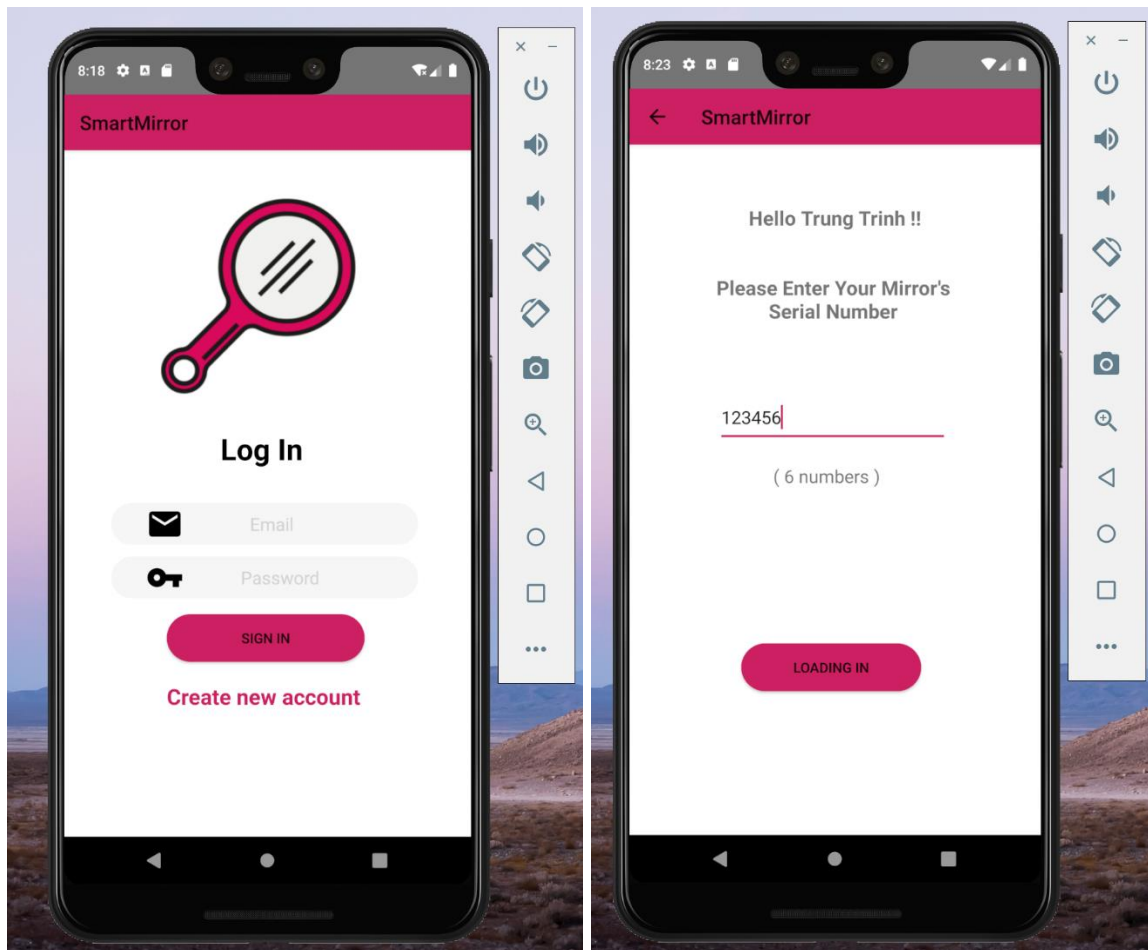 8:18
SmartMirror
Log In
Email
Password
SIGN IN
Create new account
8:23
SmartMirror
Hello Trung Trinh !!
Please Enter Your Mirror's
Serial Number
123456
( 6 numbers )
LOADING IN